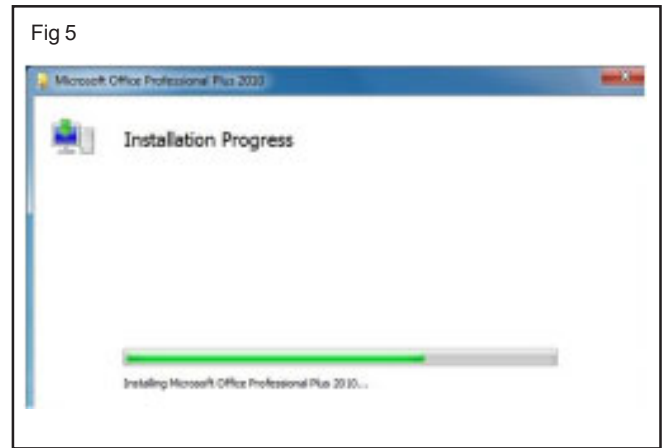 Fig 5
Microsoft Office Professional Plus 2010
Installation Progress
Installing Microsoft Office Professional Plus 2010...